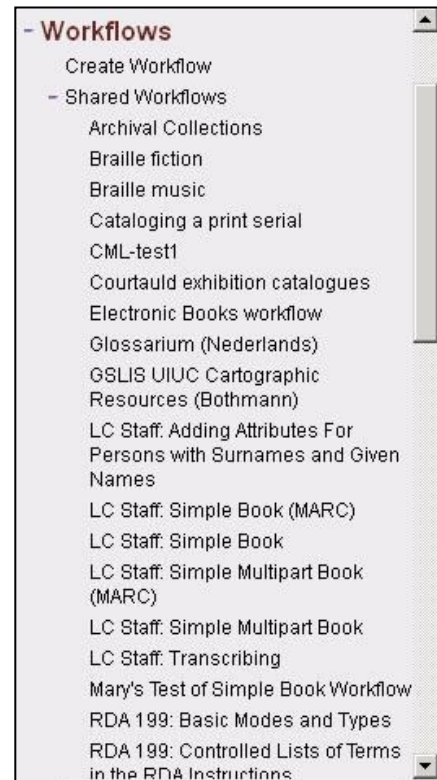 - Workflows
Create Workflow
- Shared Workflows
Archival Collections
Braille fiction
Braille music
Cataloging a print serial
CML-test1
Courtauld exhibition catalogues
Electronic Books workflow
Glossarium (Nederlands)
GSLIS UIUC Cartographic
Resources (Bothmann)
LC Staff: Adding Attributes For
Persons with Surnames and Given
Names
LC Staff: Simple Book (MARC)
LC Staff: Simple Book
LC Staff: Simple Multipart Book
(MARC)
LC Staff: Simple Multipart Book
LC Staff: Transcribing
Mary's Test of Simple Book Workflow
RDA 199: Basic Modes and Types
RDA 199: Controlled Lists of Terms
in the RDA Instructions